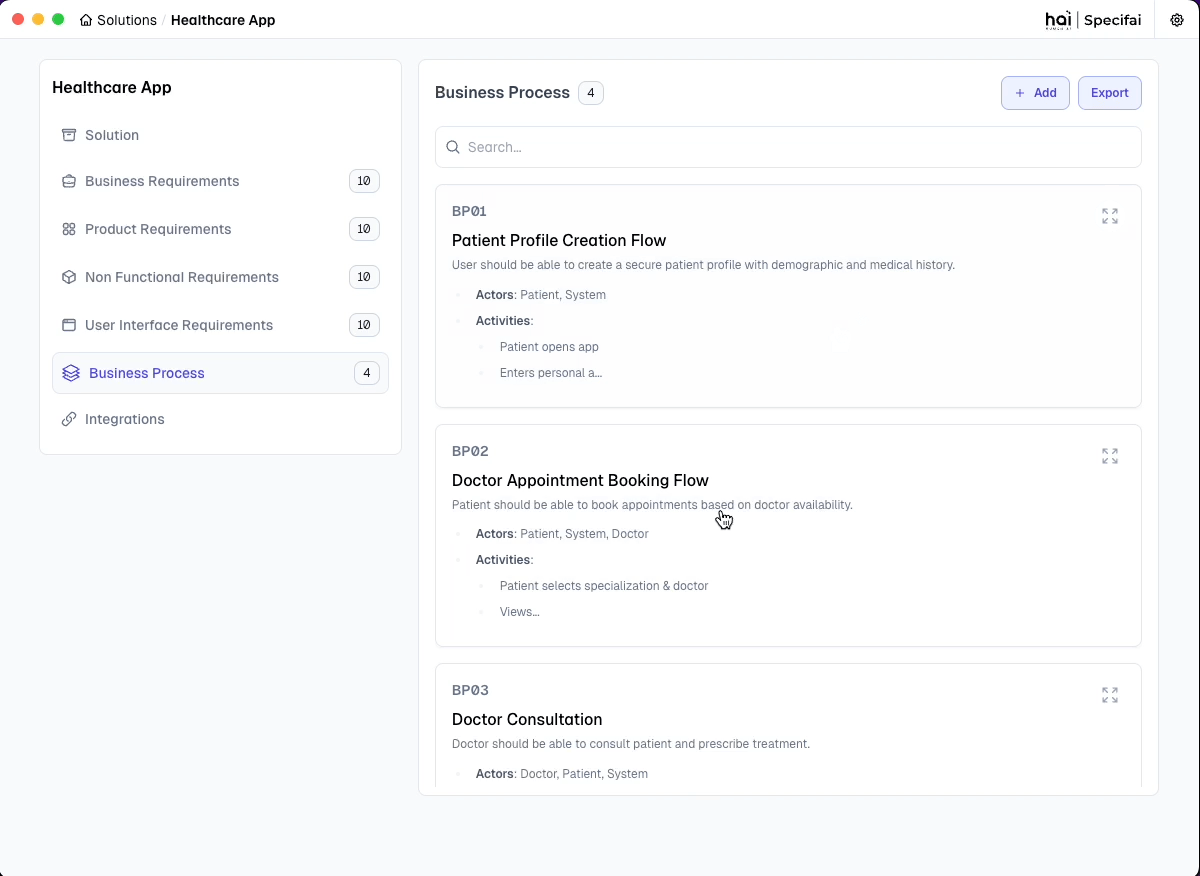 Solutions / Healthcare App
hai | Specifai
Healthcare App
Solution
Business Requirements 10
Product Requirements 10
Non Functional Requirements 10
User Interface Requirements 10
Business Process 4
Integrations
Business Process 4
+ Add
Export
Search...
BP01
Patient Profile Creation Flow
User should be able to create a secure patient profile with demographic and medical history.
Actors: Patient, System
Activities:
Patient opens app
Enters personal a...
BP02
Doctor Appointment Booking Flow
Patient should be able to book appointments based on doctor availability.
Actors: Patient, System, Doctor
Activities:
Patient selects specialization & doctor
Views...
BP03
Doctor Consultation
Doctor should be able to consult patient and prescribe treatment.
Actors: Doctor, Patient, System